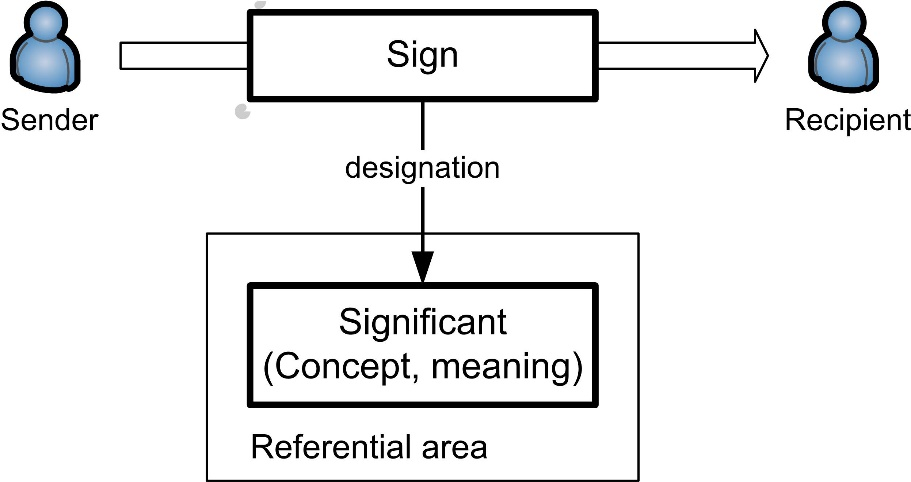 Sign
Sender
Recipient
designation
Significant
(Concept, meaning)
Referential area